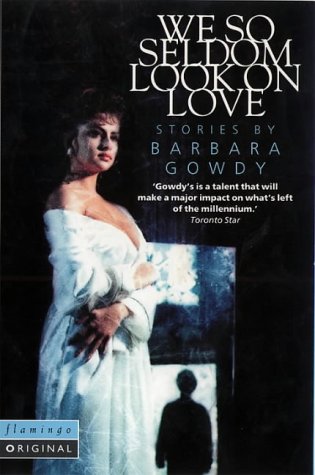 WE SO
SELDOM
LOOK ON
LOVE
STORIES BY
BARBARA
GOWDY
‘Gowdy's is a talent that will
make a major impact on what's left
of the millennium.’
Toronto Star
flamingo
ORIGINAL